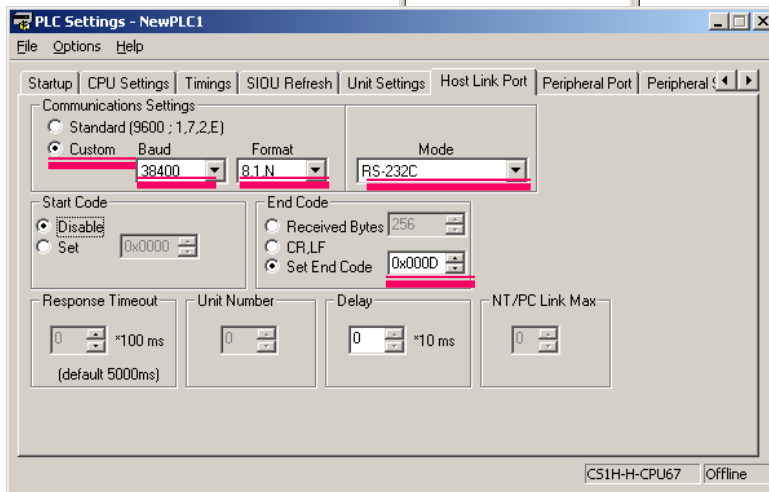 PLC Settings - NewPLC1
File Options Help
Startup CPU Settings Timings SIOU Refresh Unit Settings Host Link Port Peripheral Port
Communications Settings
Standard (9600 ; 1,7,2,E)
Custom Baud Format Mode
38400 8,1,N RS-232C
Start Code End Code
Disable Received Bytes 256
Set 0x0000 CR,LF
Set End Code 0x000D
Response Timeout Unit Number Delay NT/PC Link Max
0 *100 ms 0 0 *10 ms 0
(default 5000ms)
CS1H-H-CPU67 Offline